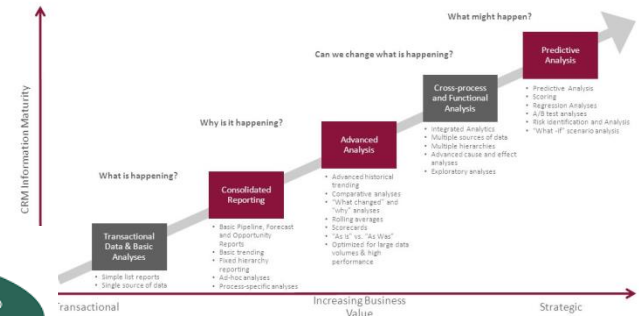 What might happen?
Predictive
Analysis
• Predictive Analysis
• Scoring
• Regression Analyses
• A/B test analyses
• Risk identification and Analysis
• "What -if" scenario analysis
Can we change what is happening?
Cross-process
and Functional
Analysis
• Integrated Analytics
• Multiple sources of data
• Multiple hierarchies
• Advanced cause and effect
analyses
• Exploratory analyses
Why is it happening?
Advanced
Analysis
• Advanced historical
trending
• Comparative analyses
• "What changed" and
"why" analyses
• Rolling averages
• Scorecards
• "As is" vs. "As Was"
• Optimized for large data
volumes & high
performance
What is happening?
Consolidated
Reporting
• Basic Pipeline, Forecast
and Opportunity
Reports
• Basic trending
• Fixed hierarchy
reporting
• Ad-hoc analyses
• Process-specific analyses
Transactional
Data & Basic
Analyses
• Simple list reports
• Single source of data
CRM Information Maturity
Transactional
Increasing Business
Value
Strategic